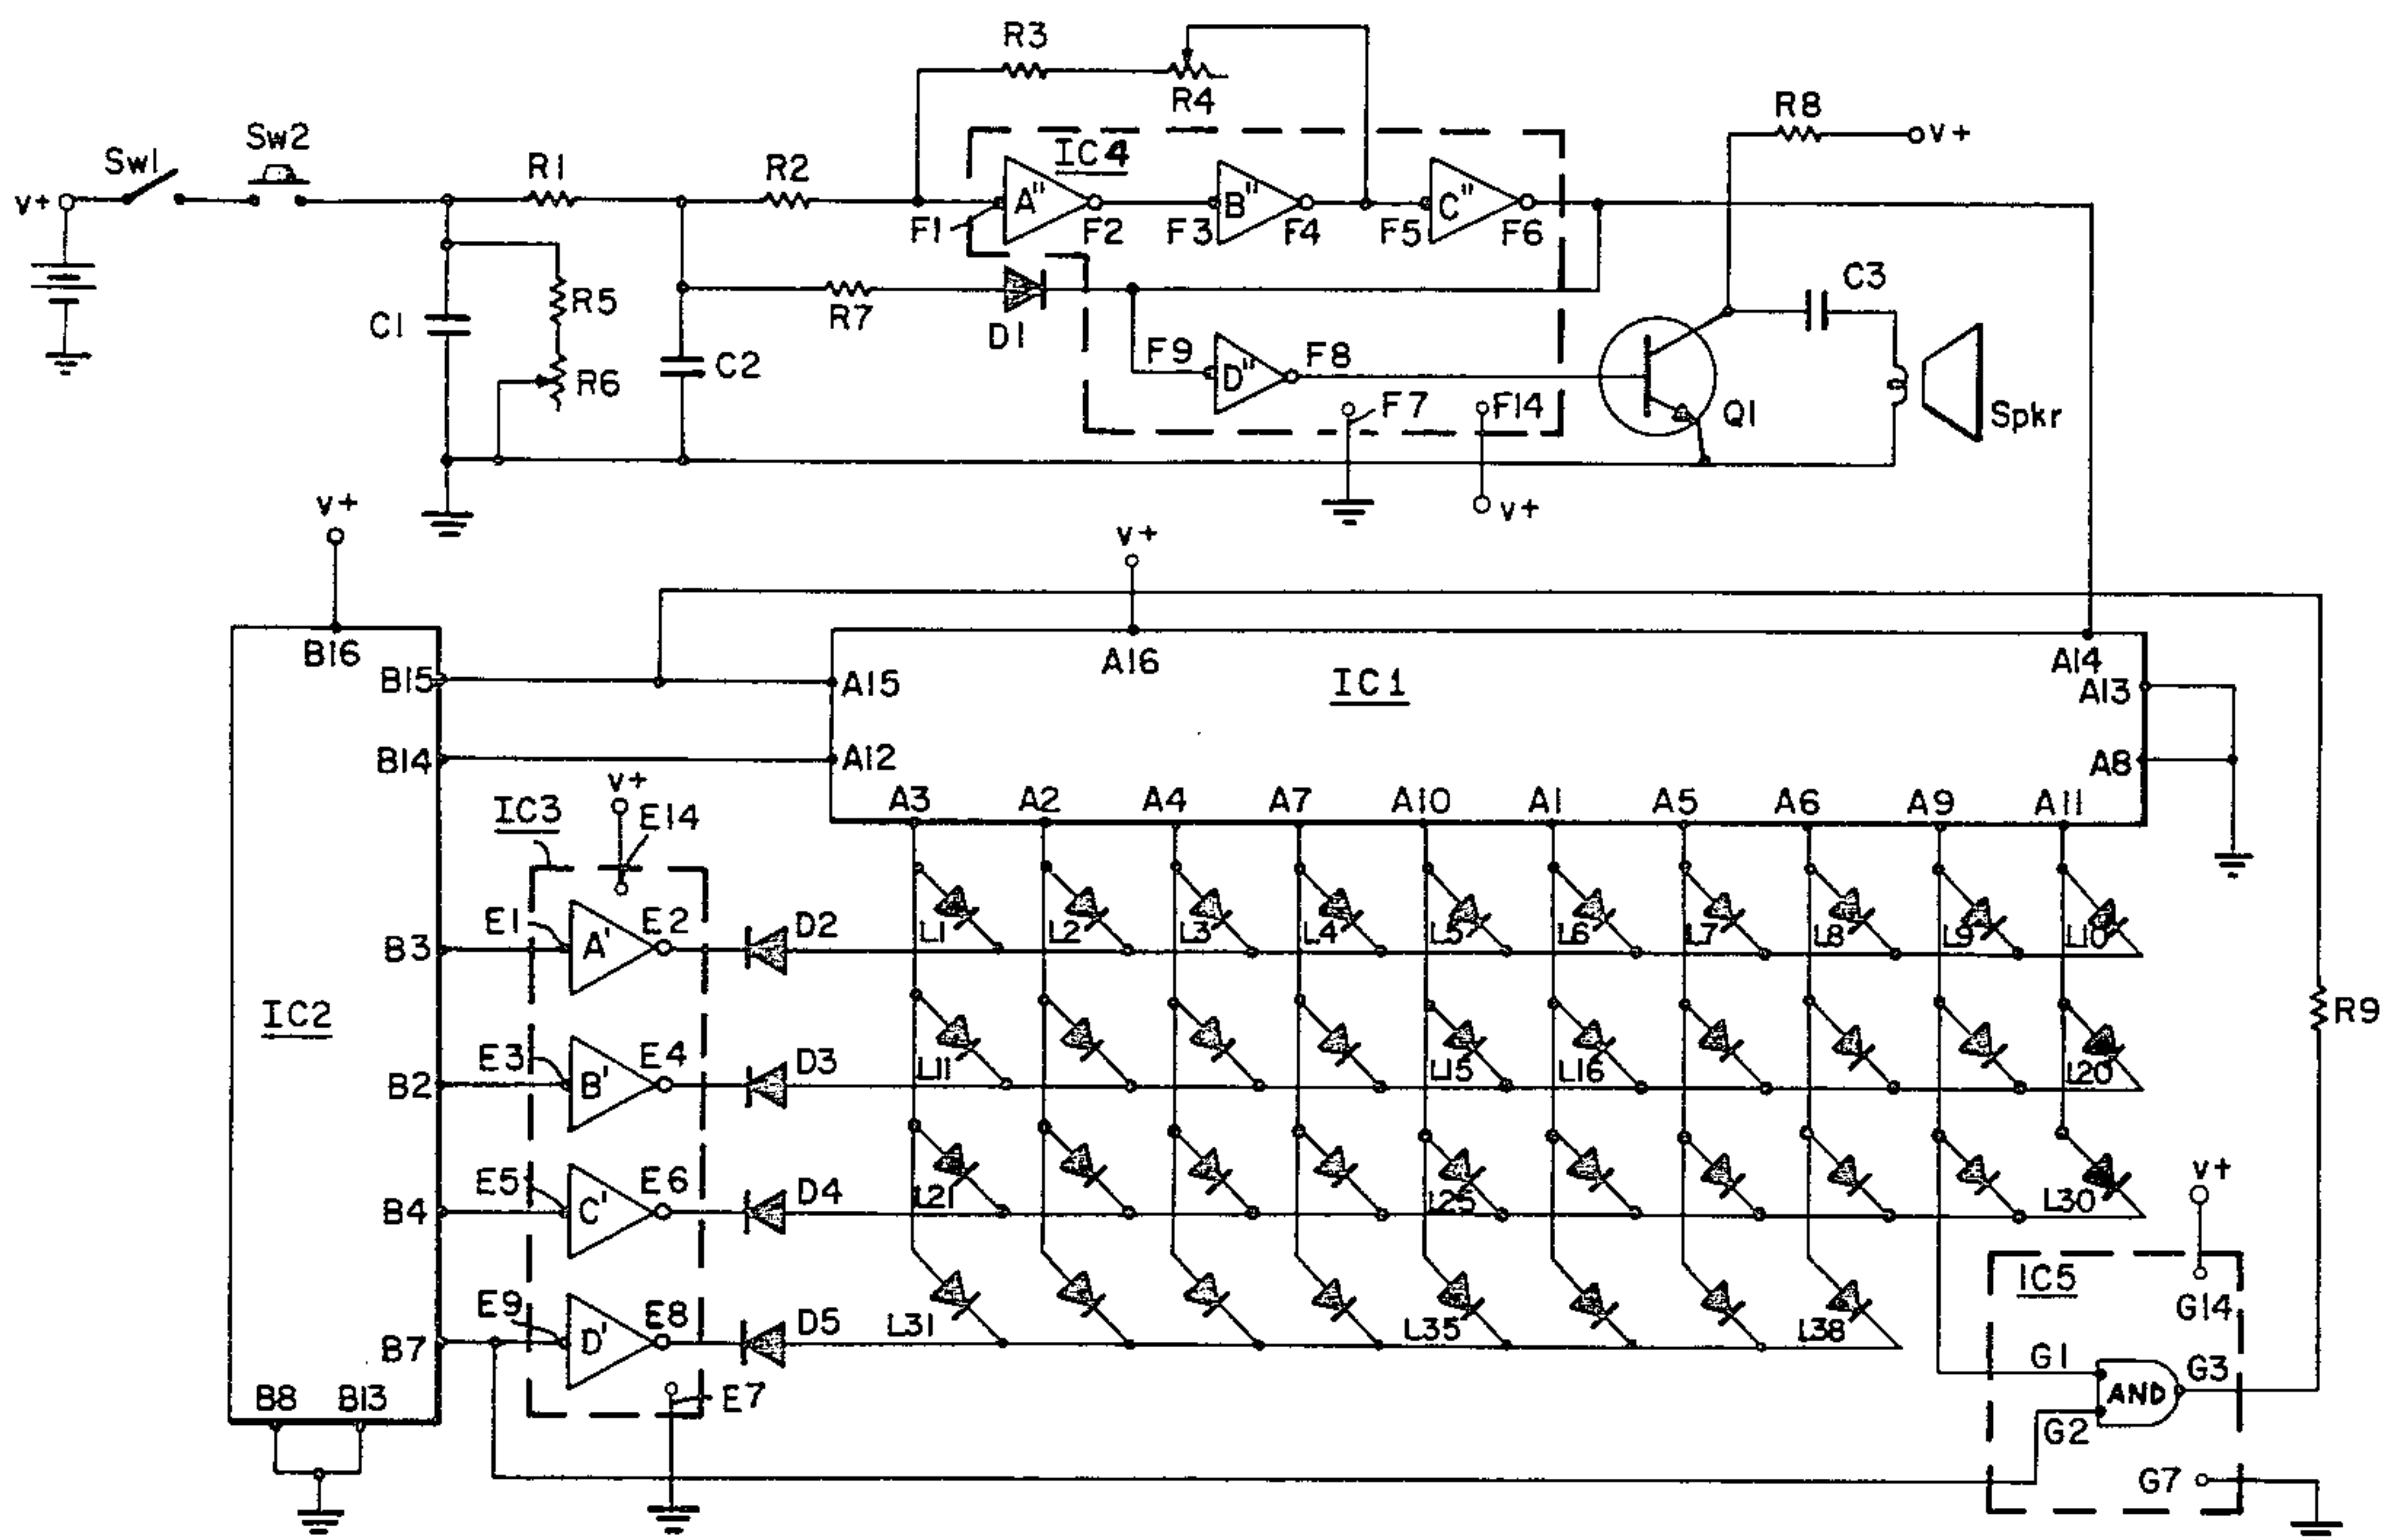 R3
R4
R8
v+
Sw1
Sw2
R1
R2
IC4
v+
A"
B"
C"
F1
F2
F3
F4
F5
F6
C1
R5
R6
C2
R7
D1
F9
D"
F8
F7
F14
v+
Q1
C3
Spkr
v+
v+
B16
B15
A15
A16
IC1
A14
A13
B14
A12
A8
A3
A2
A4
A7
A10
A1
A5
A6
A9
A11
IC3
v+
E14
IC2
B3
E1
A'
E2
D2
L1
L2
L3
L4
L5
L6
L7
L8
L9
L10
R9
B2
E3
B'
E4
D3
L11
L15
L16
L20
B4
E5
C'
E6
D4
L21
L25
L30
v+
B7
E9
D'
E8
D5
L31
L35
L38
IC5
G14
G1
AND
G3
G2
G7
B8
B13
E7